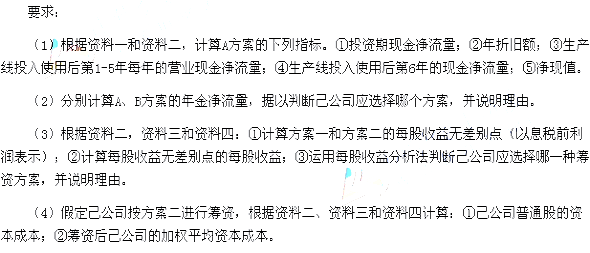 要求：
（1）根据资料一和资料二，计算A方案的下列指标。①投资期现金净流量；②年折旧额；③生产
线投入使用后第1-5年每年的营业现金净流量；④生产线投入使用后第6年的现金净流量；⑤净现值。
（2）分别计算A、B方案的年金净流量，据以判断己公司应选择哪个方案，并说明理由。
（3）根据资料二，资料三和资料四：①计算方案一和方案二的每股收益无差别点（以息税前利
润表示）；②计算每股收益无差别点的每股收益；③运用每股收益分析法判断己公司应选择哪一种筹
资方案，并说明理由。
（4）假定己公司按方案二进行筹资，根据资料二、资料三和资料四计算：①己公司普通股的资
本成本；②筹资后己公司的加权平均资本成本。